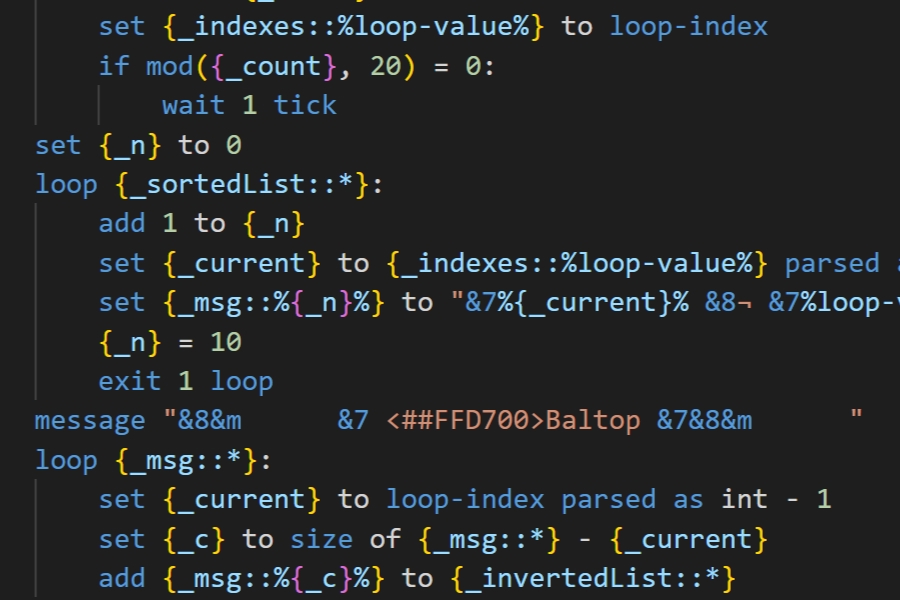 set {_indexes::%loop-value%} to loop-index
if mod({_count}, 20) = 0:
wait 1 tick
set {_n} to 0
loop {_sortedList::*}:
add 1 to {_n}
set {_current} to {_indexes::%loop-value%} parsed
set {_msg::%{_n}%} to "&7%{_current}% &8¬ &7%loop-v
{_n} = 10
exit 1 loop
message "&8&m      &7 <##FFD700>Baltop &7&8&m      "
loop {_msg::*}:
set {_current} to loop-index parsed as int - 1
set {_c} to size of {_msg::*} - {_current}
add {_msg::%{_c}%} to {_invertedList::*}